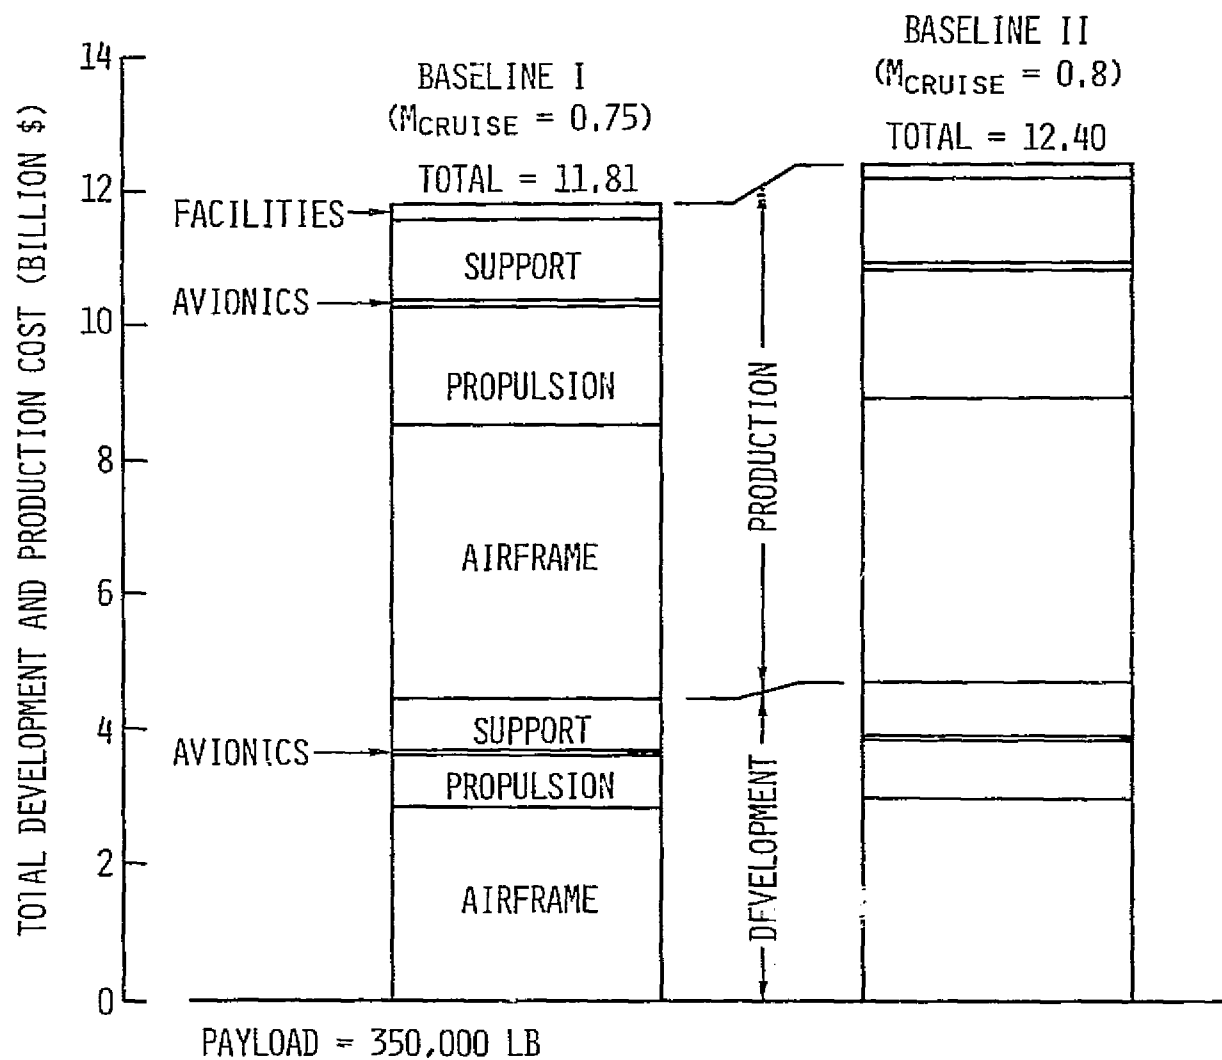 TOTAL DEVELOPMENT AND PRODUCTION COST (BILLION $)
14
12
10
8
6
4
2
0
BASELINE I
(MCRUISE = 0.75)
TOTAL = 11.81
BASELINE II
(MCRUISE = 0.8)
TOTAL = 12.40
FACILITIES
SUPPORT
AVIONICS
PROPULSION
AIRFRAME
PRODUCTION
SUPPORT
AVIONICS
PROPULSION
AIRFRAME
DEVELOPMENT
PAYLOAD = 350,000 LB